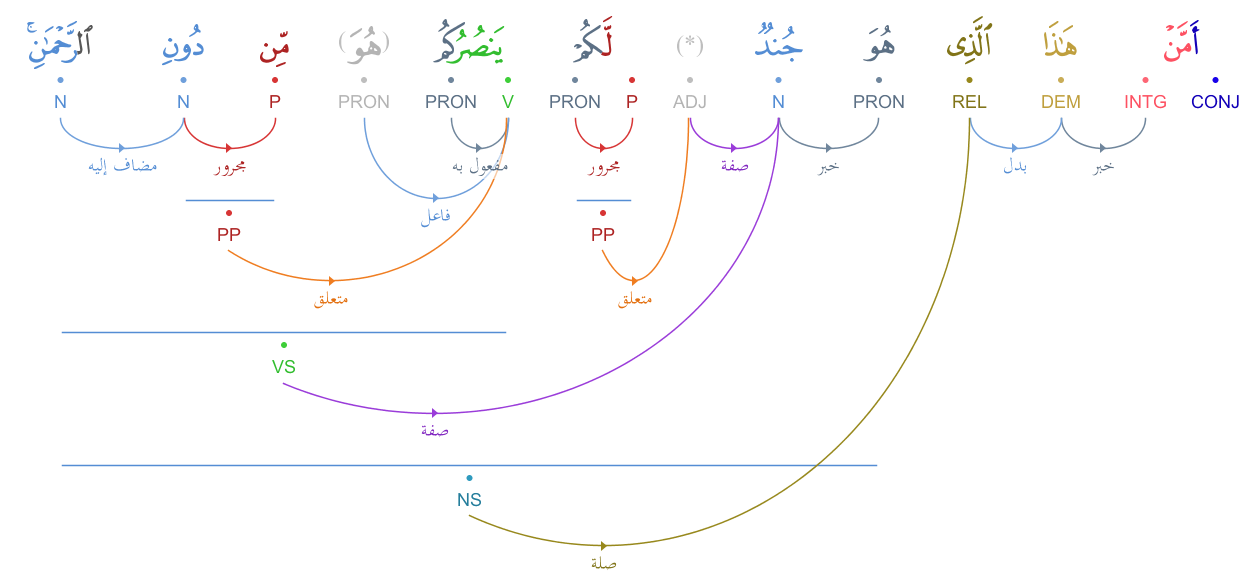 أَمَّنْ هَٰذَا ٱلَّذِى هُوَ جُندٌ (*) لَّكُمْ يَنصُرُكُم (هُوَ) مِّن دُونِ ٱلرَّحْمَٰنِ ۚ
CONJ INTG DEM REL PRON N ADJ P PRON V PRON PRON P N N
خبر بدل خبر صفة مجرور مفعول به مجرور مضاف إليه
فاعل
PP PP
متعلق متعلق
VS
صفة
NS
صلة